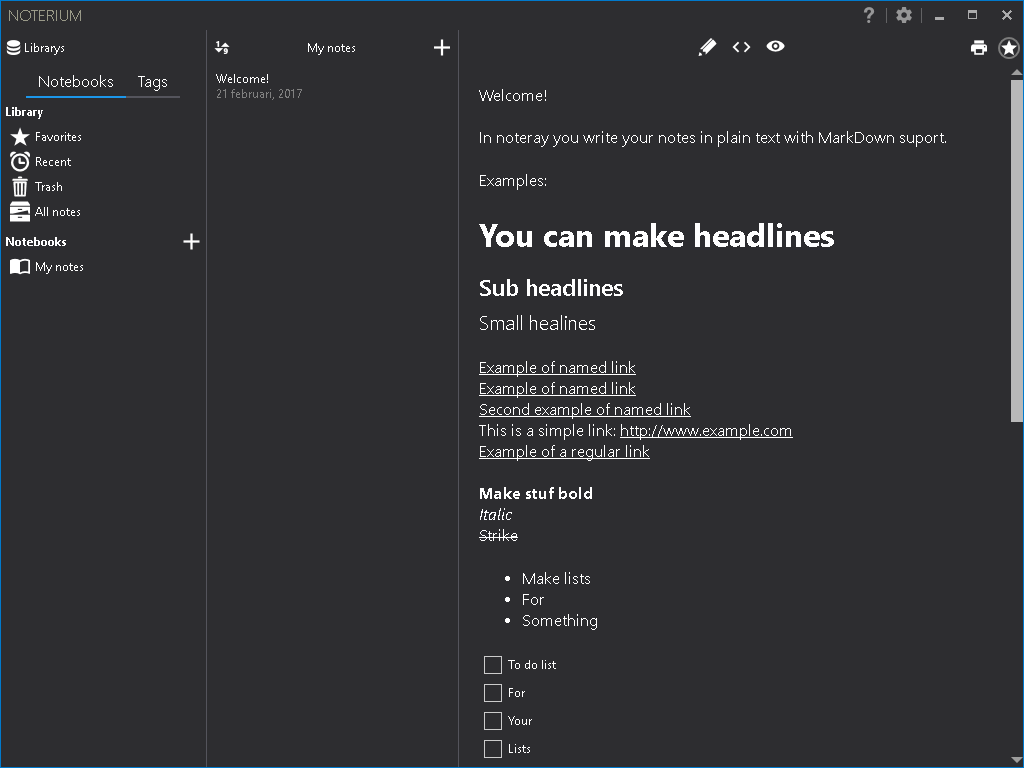 NOTERIUM
Librarys
Notebooks Tags
Library
Favorites
Recent
Trash
All notes
Notebooks
My notes
My notes
Welcome!
21 februari, 2017
Welcome!
In noteray you write your notes in plain text with MarkDown suport.
Examples:
You can make headlines
Sub headlines
Small healines
Example of named link
Example of named link
Second example of named link
This is a simple link: http://www.example.com
Example of a regular link
Make stuf bold
Italic
Strike
• Make lists
• For
• Something
To do list
For
Your
Lists